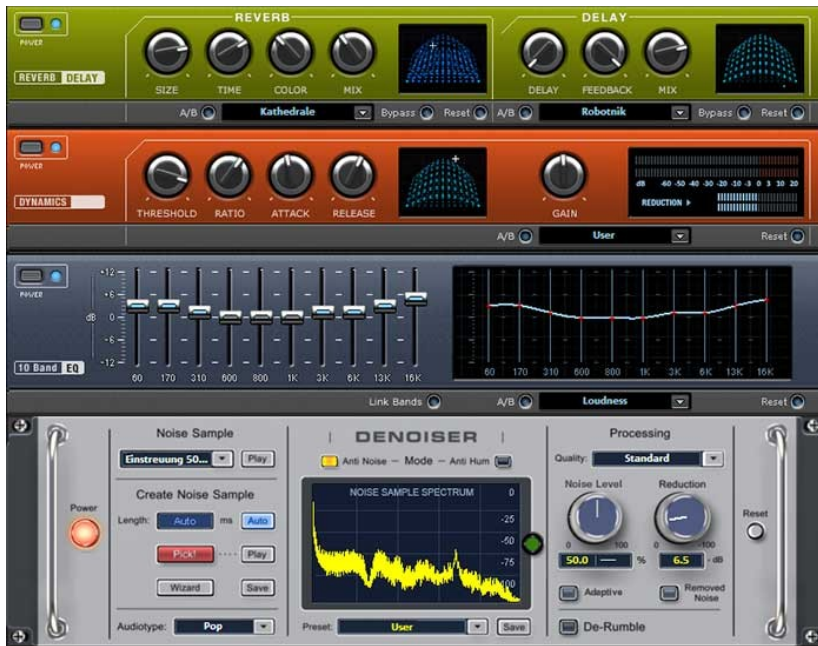 REVERB DELAY
POWER
REVERB DELAY
SIZE TIME COLOR MIX DELAY FEEDBACK MIX
A/B Kathedrale Bypass Reset A/B Robotnik Bypass Reset
POWER
DYNAMICS
THRESHOLD RATIO ATTACK RELEASE GAIN
dB -60 -50 -40 -30 -20 -10 -3 0 3 10 20
REDUCTION
A/B User Reset
POWER
-12 +6 dB 0 -6 -12
10 Band EQ
60 170 310 600 800 1K 3K 6K 13K 16K
60 170 310 600 800 1K 3K 6K 13K 16K
Link Bands A/B Loudness Reset
Noise Sample
Einstreuung 50... Play
Create Noise Sample
Length: Auto ms Auto
Pick! Play
Wizard Save
Audiotype: Pop
Power
DENOISER
Anti Noise – Mode – Anti Hum
NOISE SAMPLE SPECTRUM 0
-25
-50
-75
-100
Preset: User Save
Processing
Quality: Standard
Noise Level Reduction
0 100 0 -100
50.0 % 6.5 - dB
Adaptive Removed Noise
De-Rumble
Reset